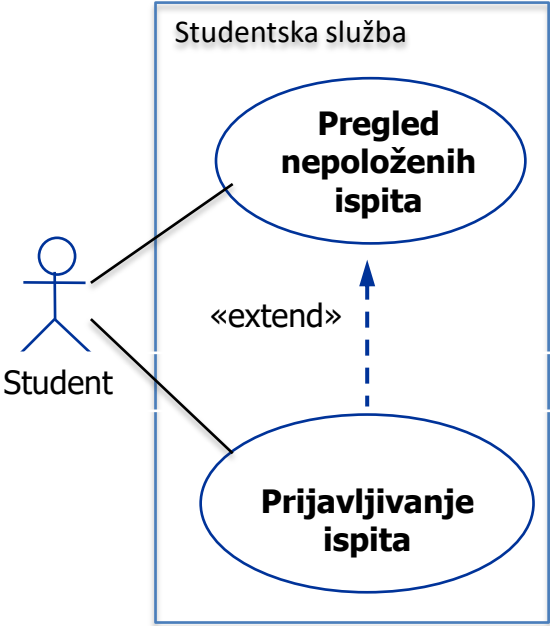 Studentska služba
Pregled
nepoloženih
ispita
«extend»
Student
Prijavljivanje
ispita